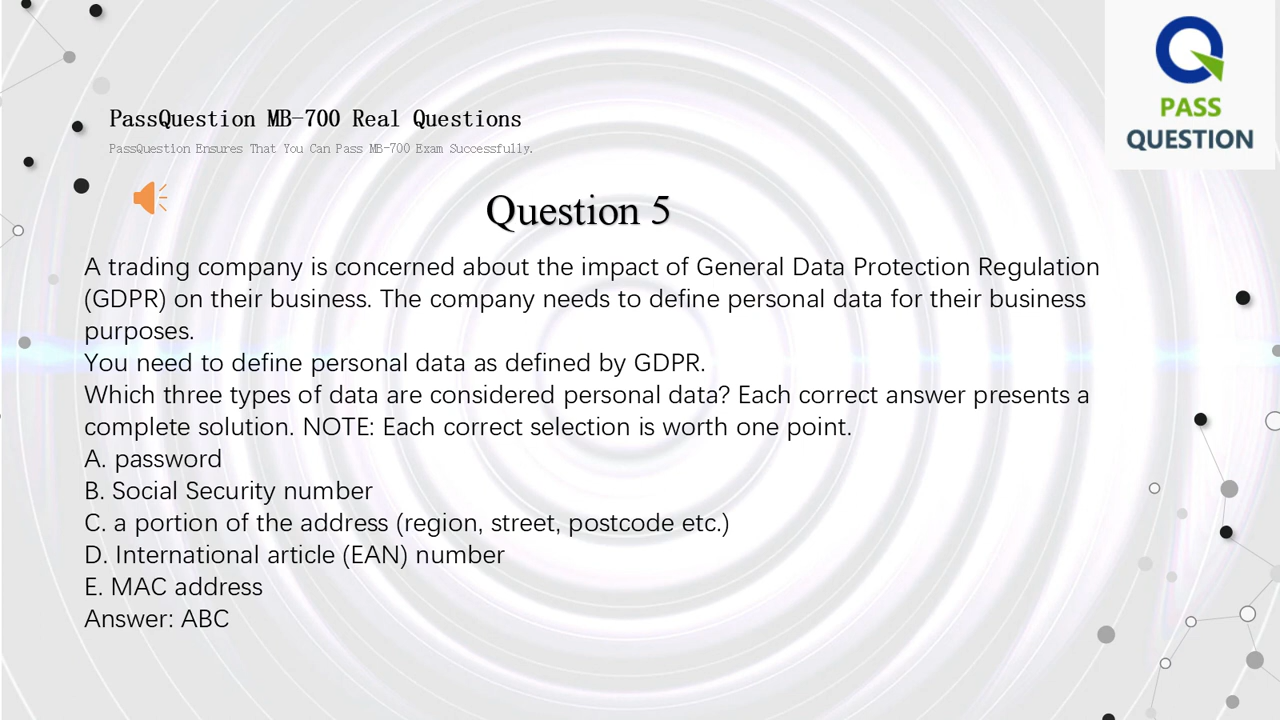 PASS
QUESTION
PassQuestion MB-700 Real Questions
PassQuestion Ensures That You Can Pass MB-700 Exam Successfully.
Question 5
A trading company is concerned about the impact of General Data Protection Regulation
(GDPR) on their business. The company needs to define personal data for their business
purposes.
You need to define personal data as defined by GDPR.
Which three types of data are considered personal data? Each correct answer presents a
complete solution. NOTE: Each correct selection is worth one point.
A. password
B. Social Security number
C. a portion of the address (region, street, postcode etc.)
D. International article (EAN) number
E. MAC address
Answer: ABC